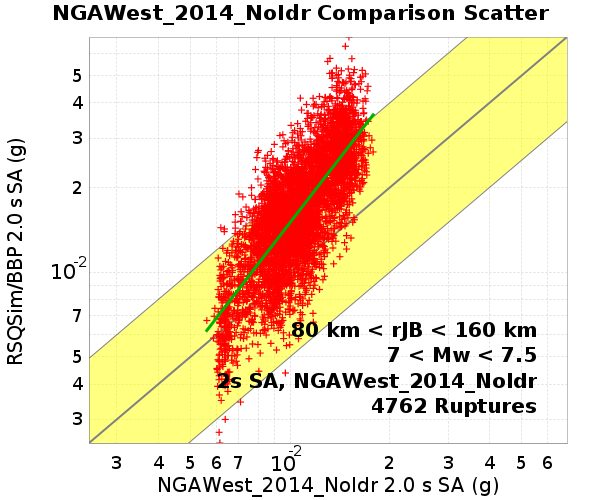 NGAWest_2014_NoIdr Comparison Scatter
RSQSim/BBP 2.0 s SA (g)
5
4
3
2
10-2
7
5
4
3
80 km < rJB < 160 km
7 < Mw < 7.5
2s SA, NGAWest_2014_NoIdr
4762 Ruptures
3 4 5 6 7 10-2 2 3 4 5 6
NGAWest_2014_NoIdr 2.0 s SA (g)